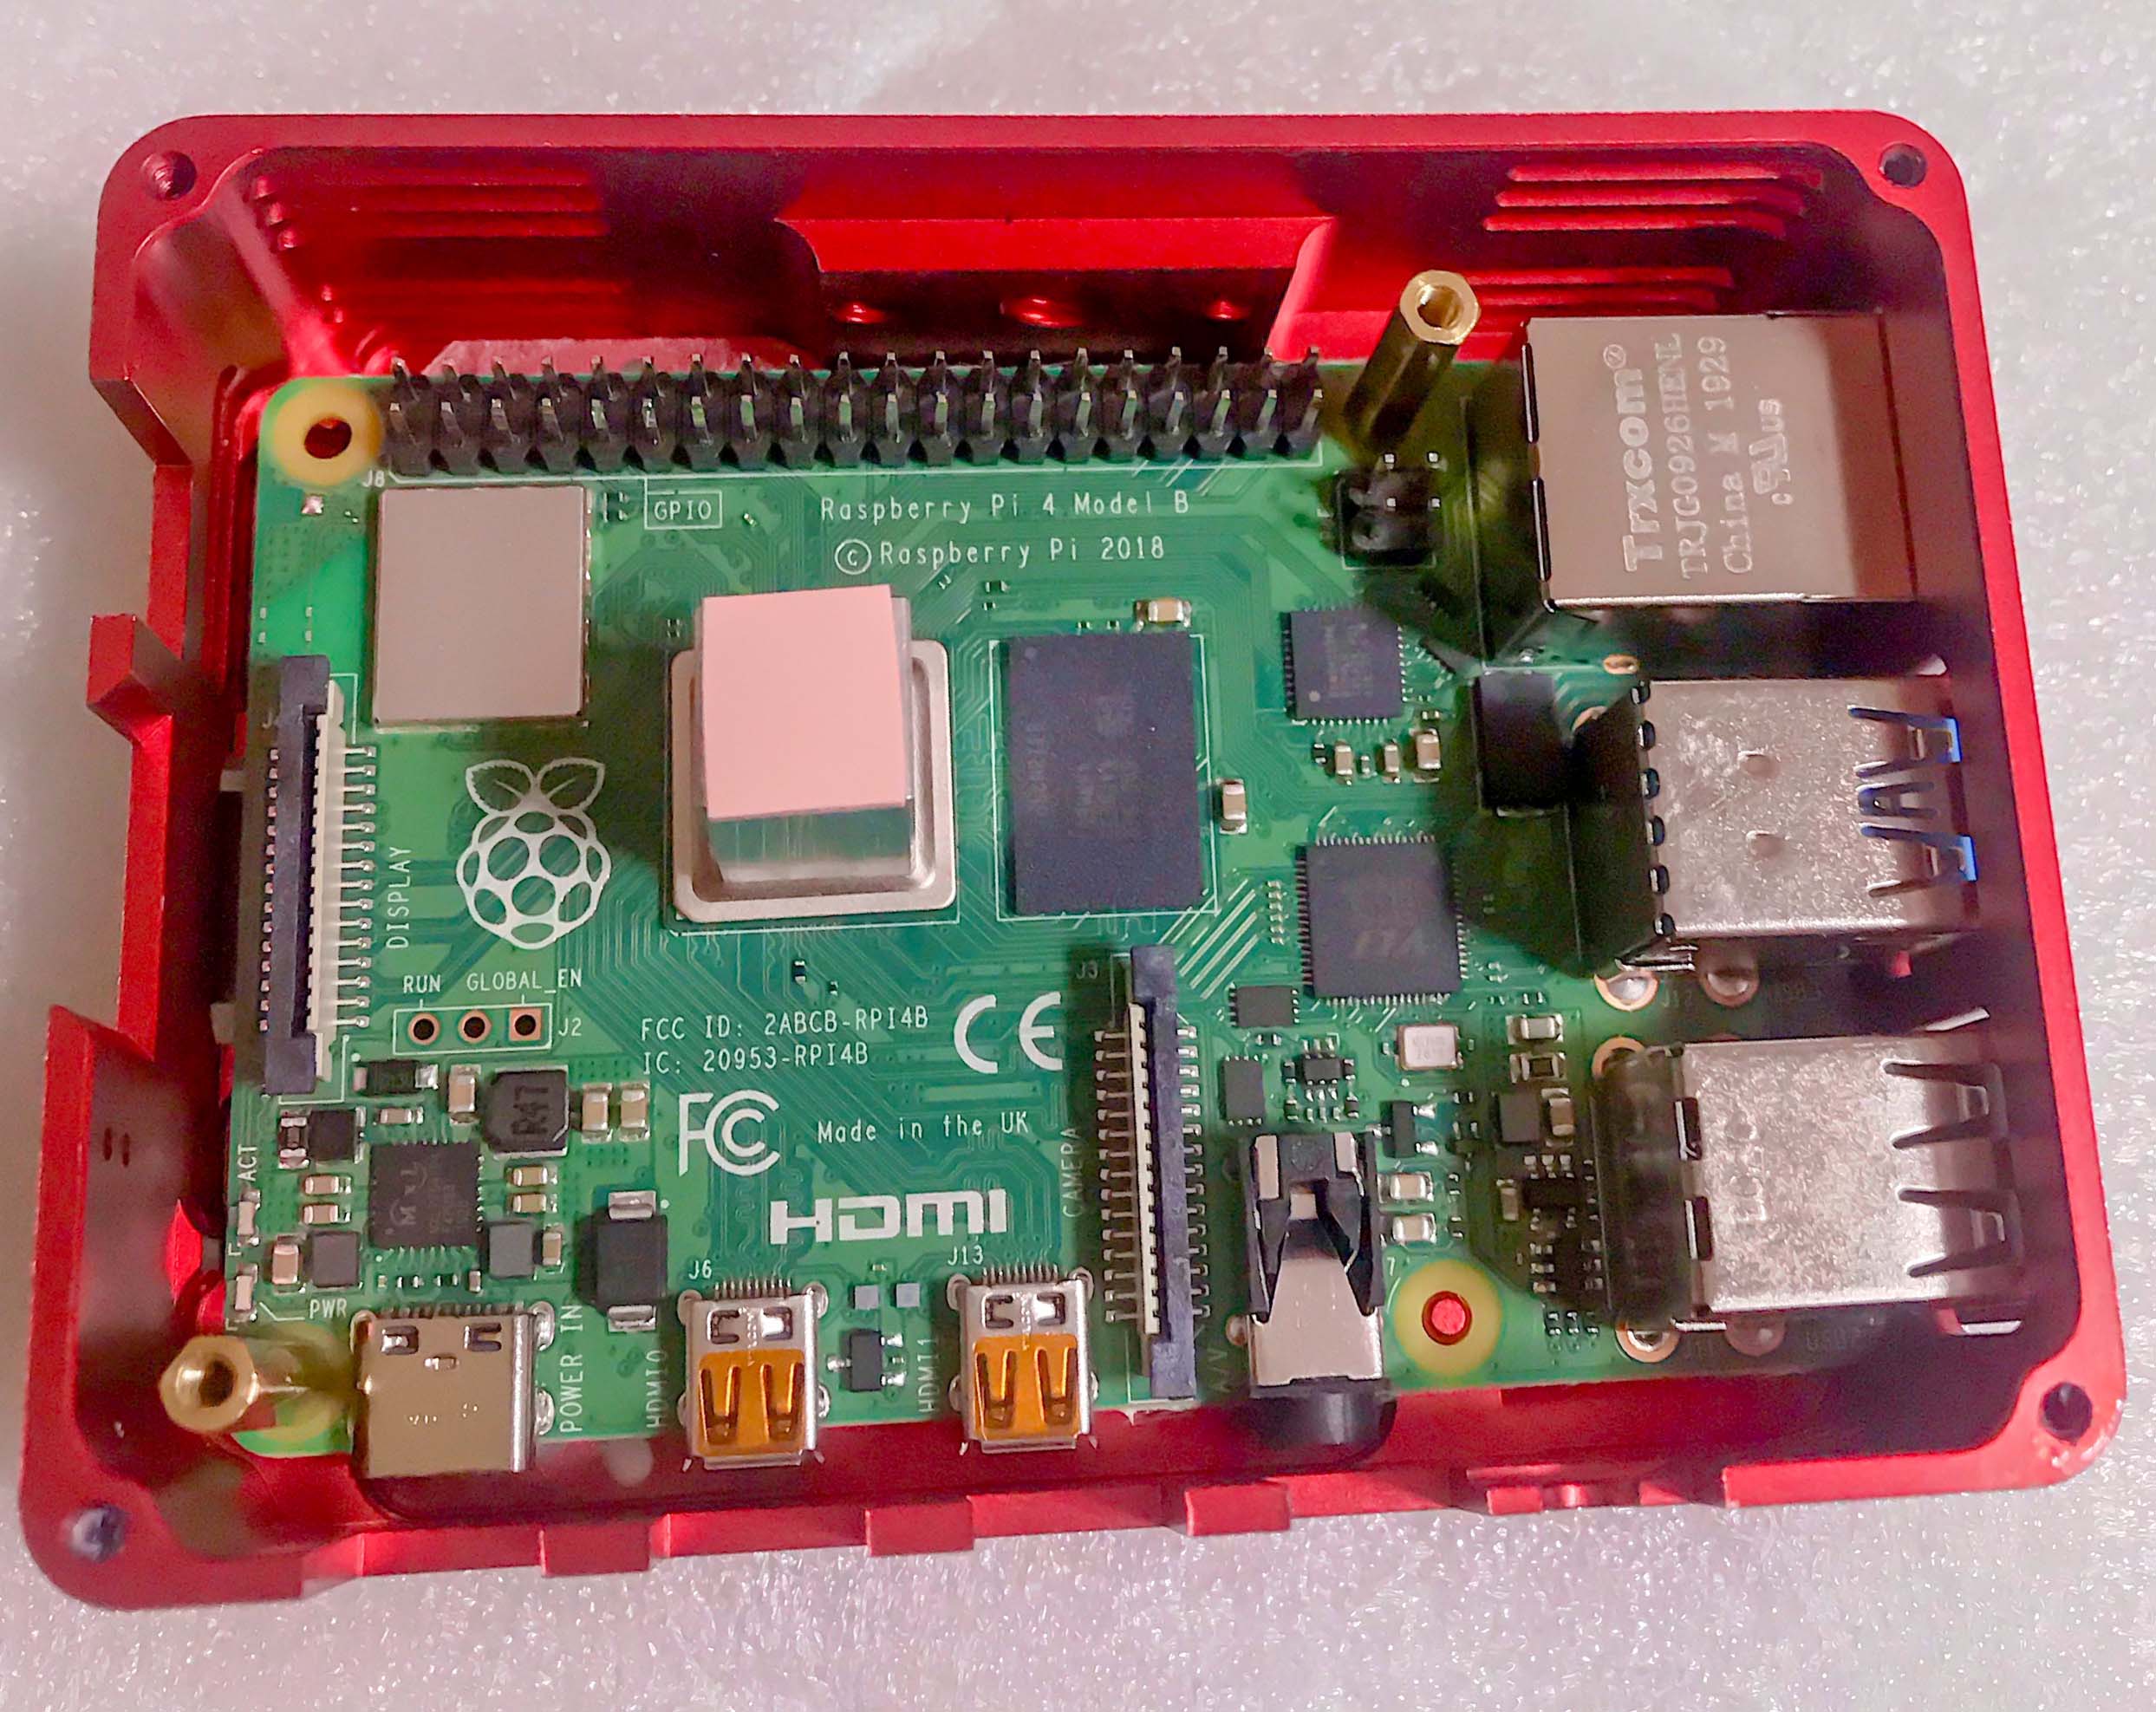 Trxcom®
TRJG0926HENL
China M 1929
cRUus
J8
GPIO
Raspberry Pi 4 Model B
©Raspberry Pi 2018
DISPLAY
RUN GLOBAL_EN
J2
J3
FCC ID: 2ABCB-RPI4B
IC: 20953-RPI4B
CE
FCC
Made in the UK
R47
ACT
CAMERA
HDMI
J6
J13
PWR
POWER IN
HDMI0
HDMI1
A/V